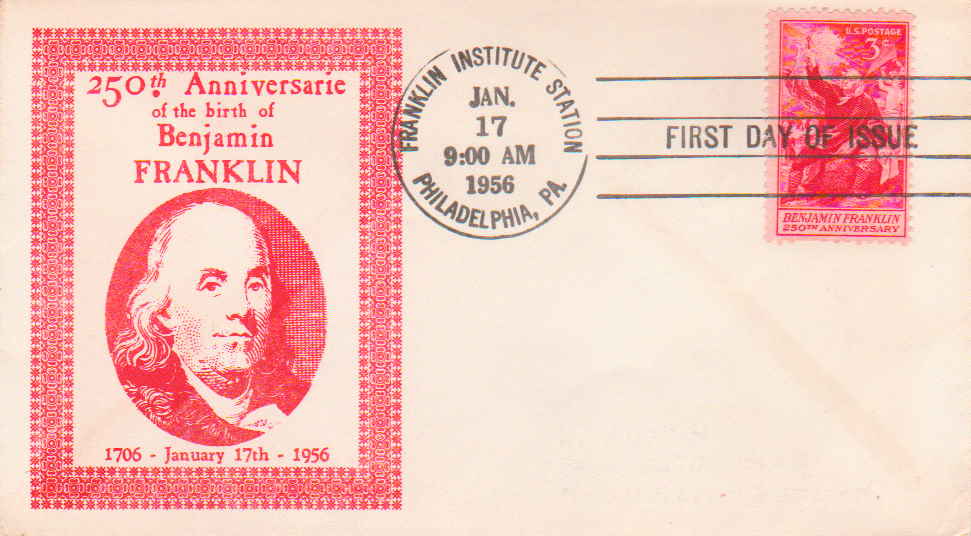 250th Anniversarie
of the birth of
Benjamin
FRANKLIN
1706 - January 17th - 1956
FRANKLIN INSTITUTE STATION
JAN.
17
9:00 AM
1956
PHILADELPHIA, PA.
FIRST DAY OF ISSUE
U.S. POSTAGE
3¢
BENJAMIN FRANKLIN
250TH ANNIVERSARY